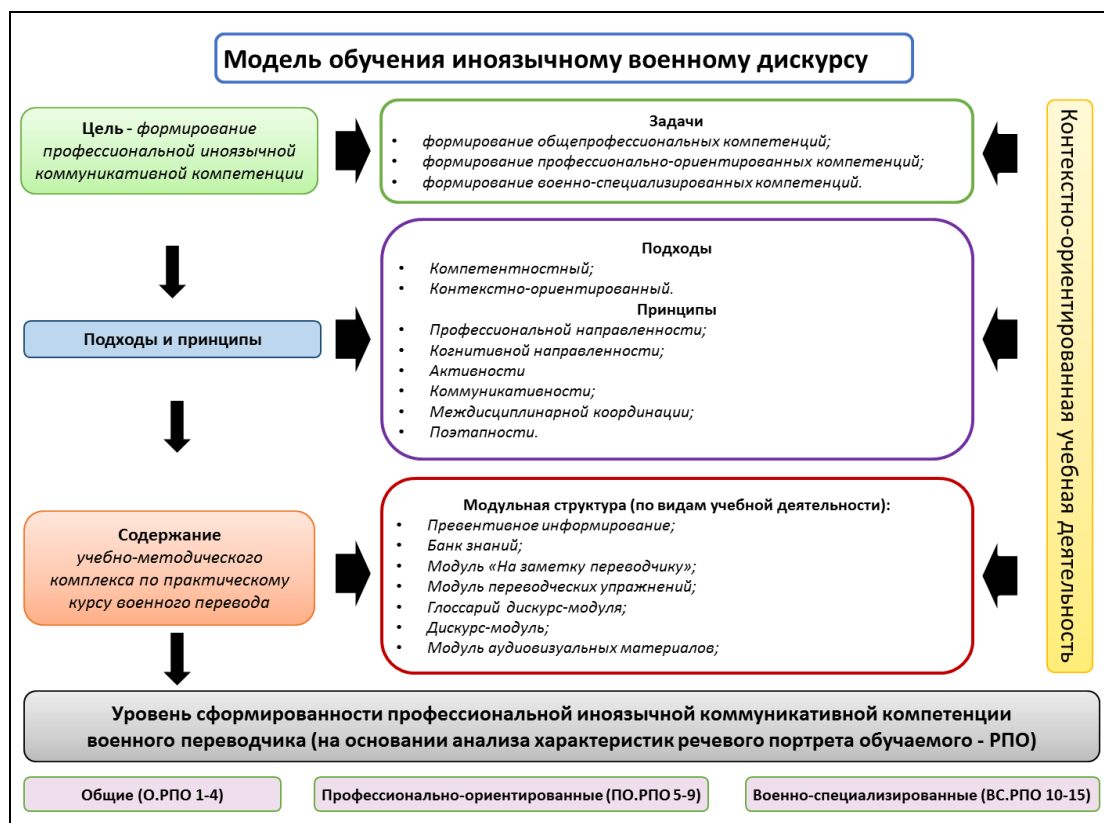 Модель обучения иноязычному военному дискурсу
Цель - формирование
профессиональной иноязычной
коммуникативной компетенции
Задачи
• формирование общепрофессиональных компетенций;
• формирование профессионально-ориентированных компетенций;
• формирование военно-специализированных компетенций.
Подходы и принципы
Подходы
• Компетентностный;
• Контекстно-ориентированный.
Принципы
• Профессиональной направленности;
• Когнитивной направленности;
• Активности
• Коммуникативности;
• Междисциплинарной координации;
• Поэтапности.
Содержание
учебно-методического
комплекса по практическому
курсу военного перевода
Модульная структура (по видам учебной деятельности):
• Превентивное информирование;
• Банк знаний;
• Модуль «На заметку переводчику»;
• Модуль переводческих упражнений;
• Глоссарий дискурс-модуля;
• Дискурс-модуль;
• Модуль аудиовизуальных материалов;
Контекстно-ориентированная учебная деятельность
Уровень сформированности профессиональной иноязычной коммуникативной компетенции
военного переводчика (на основании анализа характеристик речевого портрета обучаемого - РПО)
Общие (О.РПО 1-4)
Профессионально-ориентированные (ПО.РПО 5-9)
Военно-специализированные (ВС.РПО 10-15)